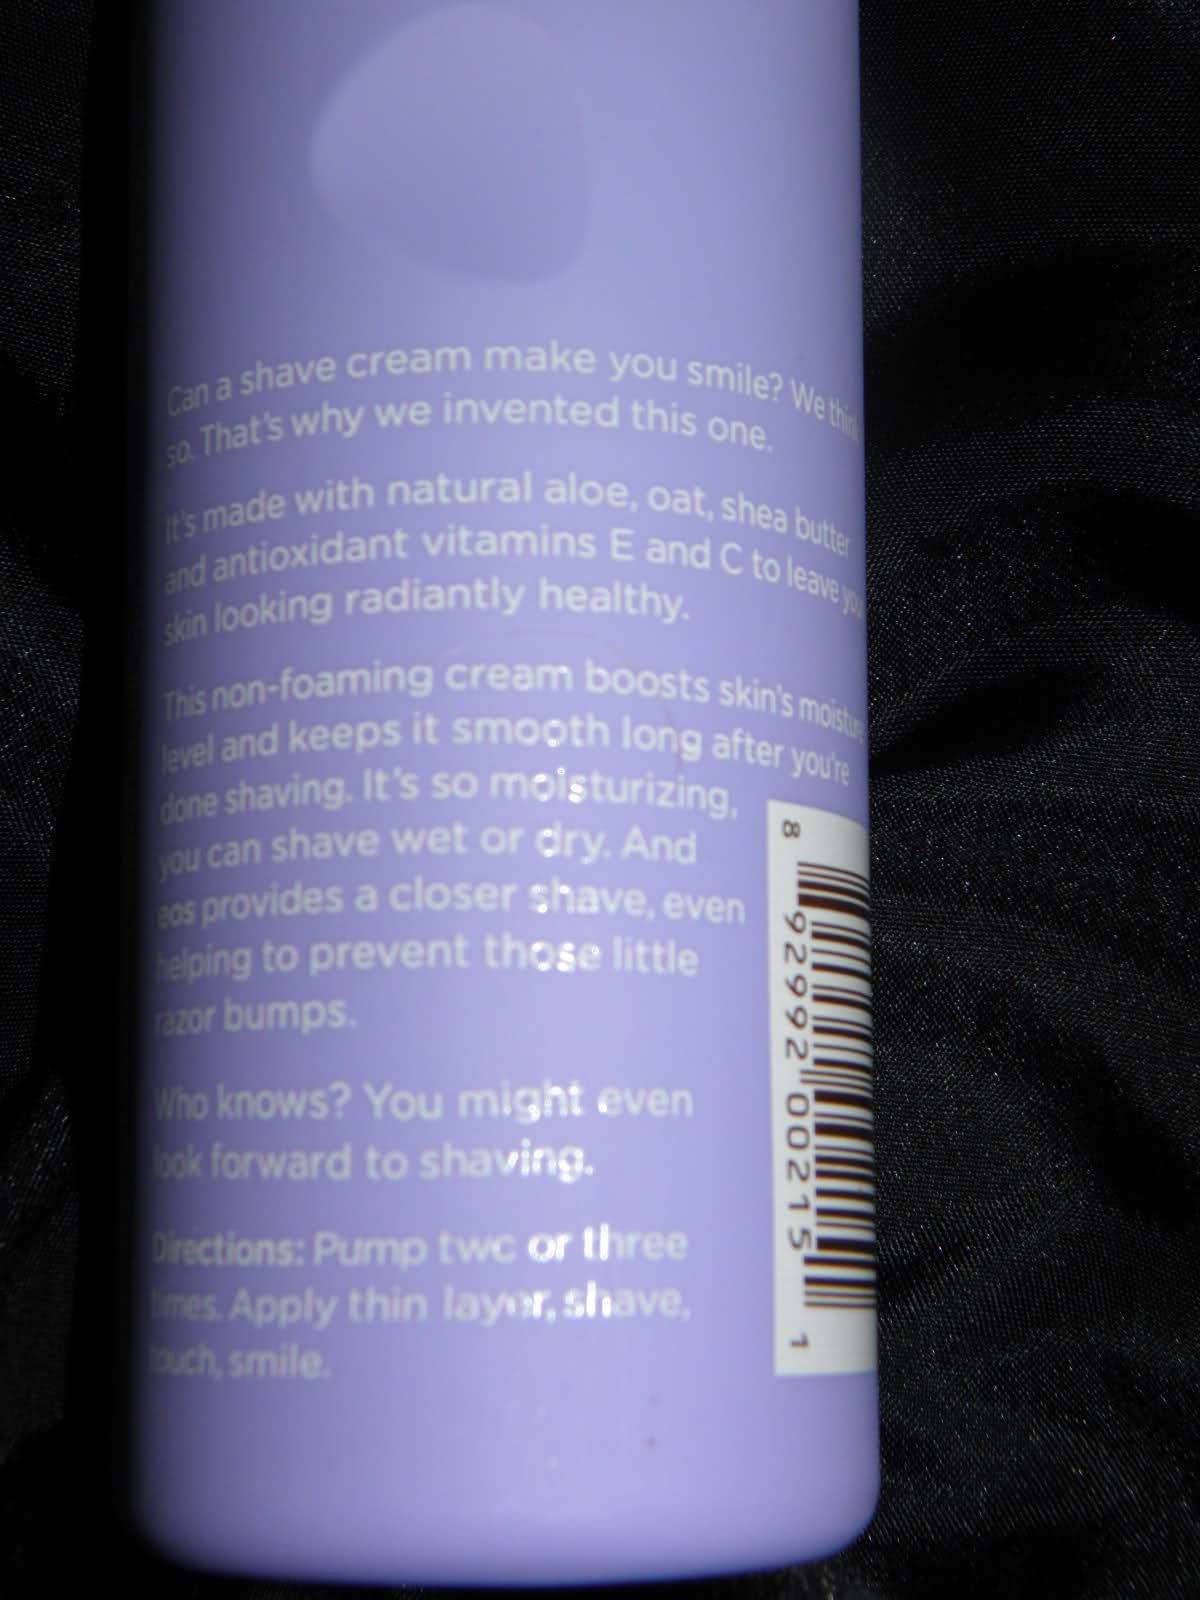 Can a shave cream make you smile? We think
so. That's why we invented this one.
It's made with natural aloe, oat, shea butter
and antioxidant vitamins E and C to leave you
skin looking radiantly healthy.
This non-foaming cream boosts skin's moisture
level and keeps it smooth long after you're
done shaving. It's so moisturizing,
you can shave wet or dry. And
eos provides a closer shave, even
helping to prevent those little
razor bumps.
Who knows? You might even
look forward to shaving.
Directions: Pump two or three
times. Apply thin layer, shave,
touch, smile.
8 92992 00215 1